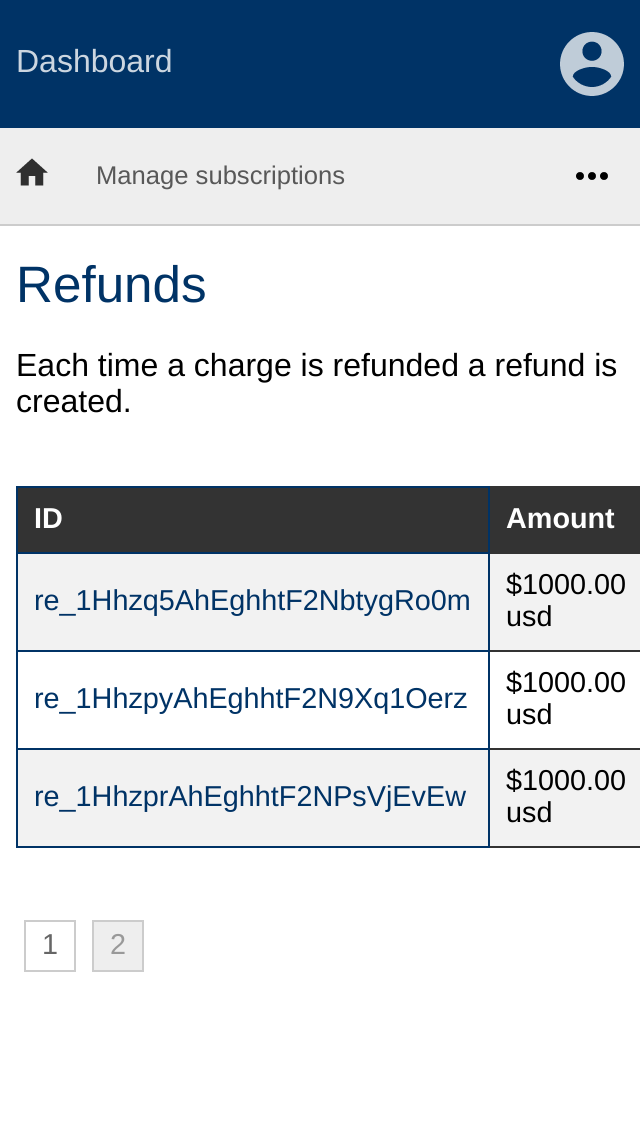 Dashboard
Manage subscriptions
Refunds
Each time a charge is refunded a refund is
created.
ID Amount
re_1Hhzq5AhEghhtF2NbtygRo0m $1000.00
usd
re_1HhzpyAhEghhtF2N9Xq1Oerz $1000.00
usd
re_1HhzprAhEghhtF2NPsVjEvEw $1000.00
usd
1 2